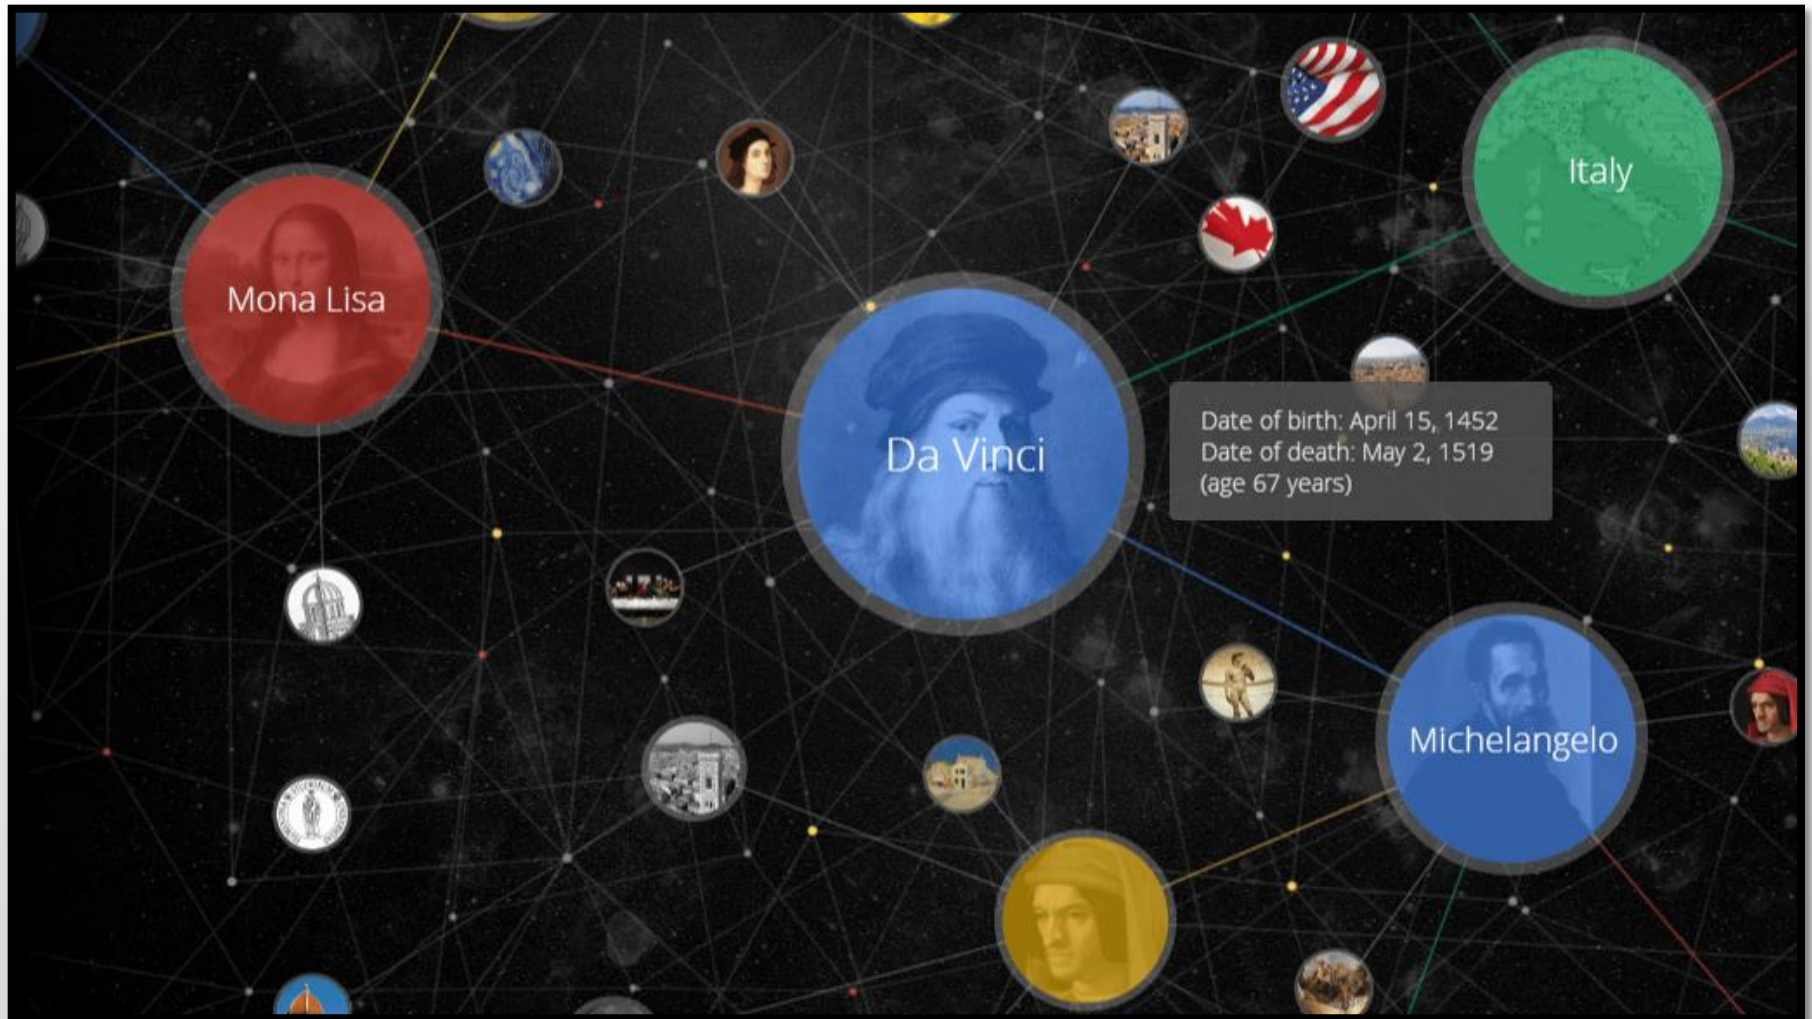 Italy
Mona Lisa
Da Vinci
Date of birth: April 15, 1452
Date of death: May 2, 1519
(age 67 years)
Michelangelo